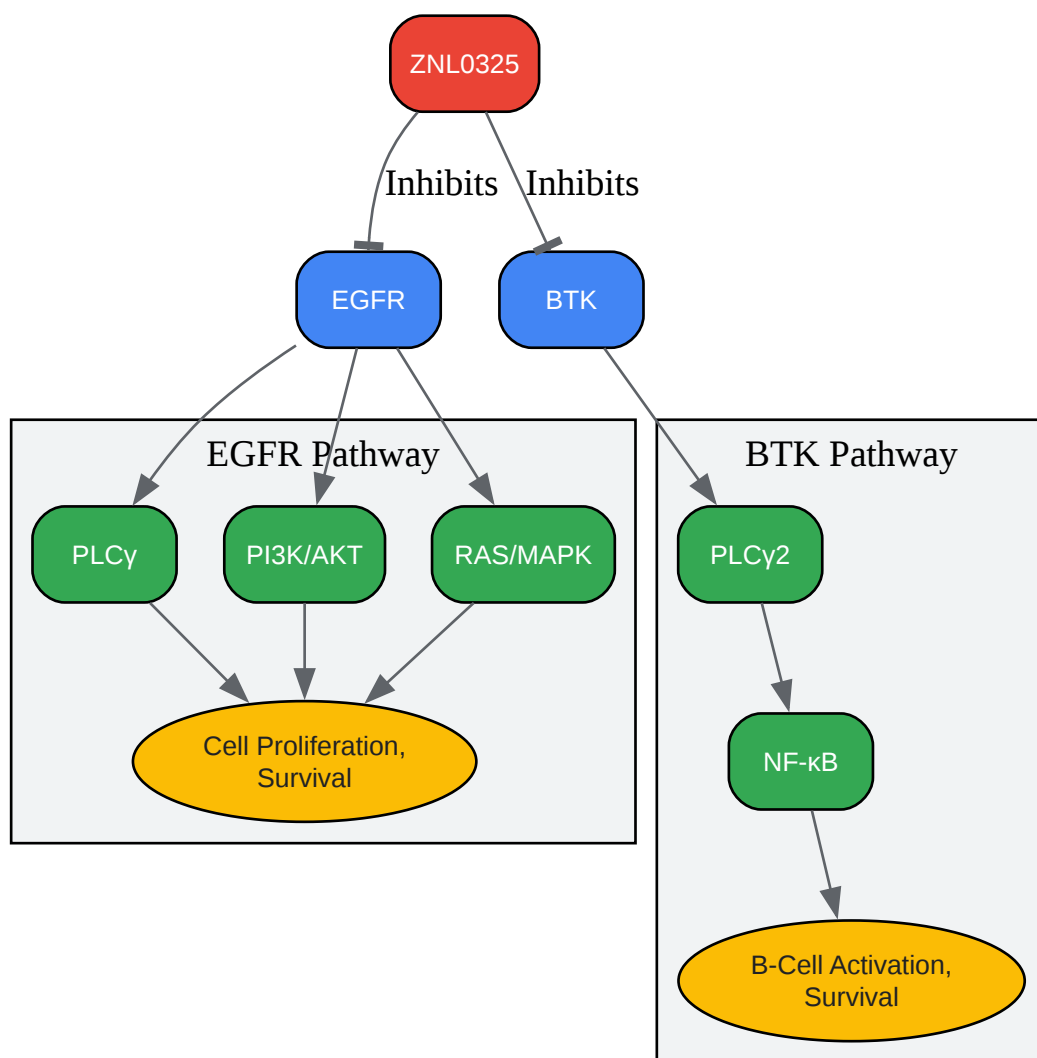 ZNL0325
Inhibits
Inhibits
EGFR
BTK
EGFR Pathway
BTK Pathway
PLCγ
PI3K/AKT
RAS/MAPK
PLCγ2
Cell Proliferation,
Survival
NF-κB
B-Cell Activation,
Survival